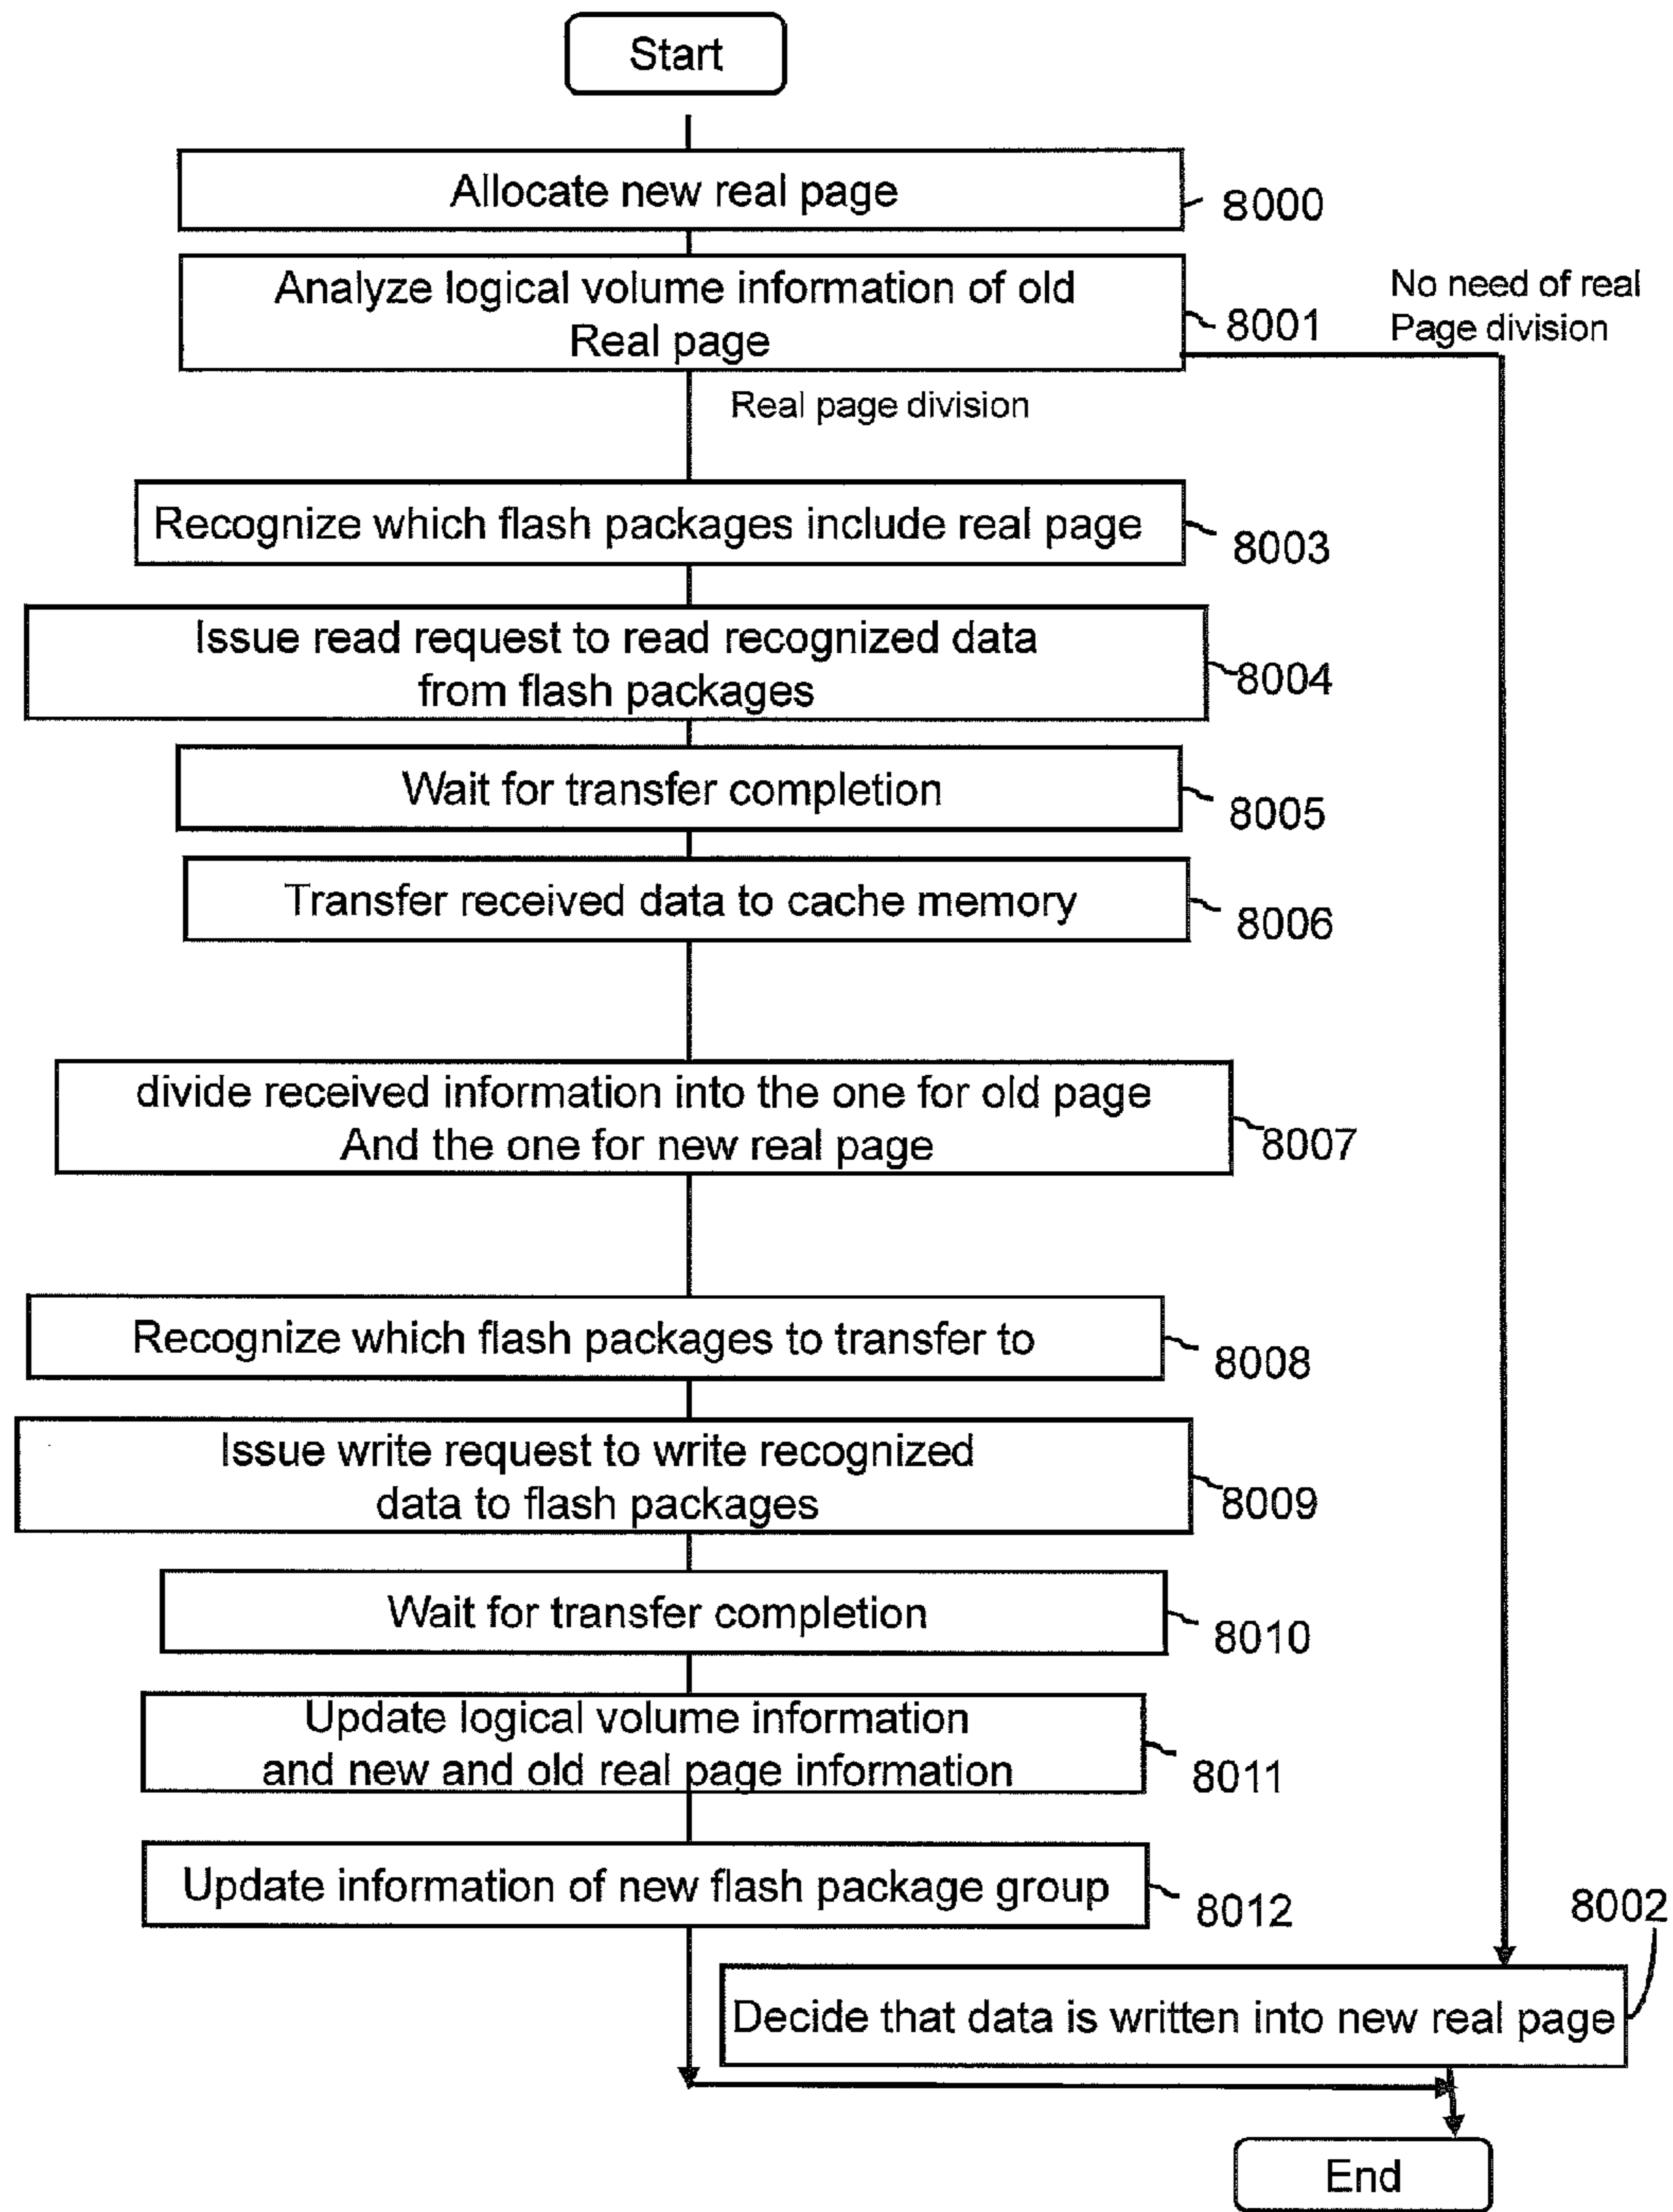 Start
Allocate new real page
8000
Analyze logical volume information of old
Real page
8001
No need of real
Page division
Real page division
Recognize which flash packages include real page
8003
Issue read request to read recognized data
from flash packages
8004
Wait for transfer completion
8005
Transfer received data to cache memory
8006
divide received information into the one for old page
And the one for new real page
8007
Recognize which flash packages to transfer to
8008
Issue write request to write recognized
data to flash packages
8009
Wait for transfer completion
8010
Update logical volume information
and new and old real page information
8011
Update information of new flash package group
8012
8002
Decide that data is written into new real page
End